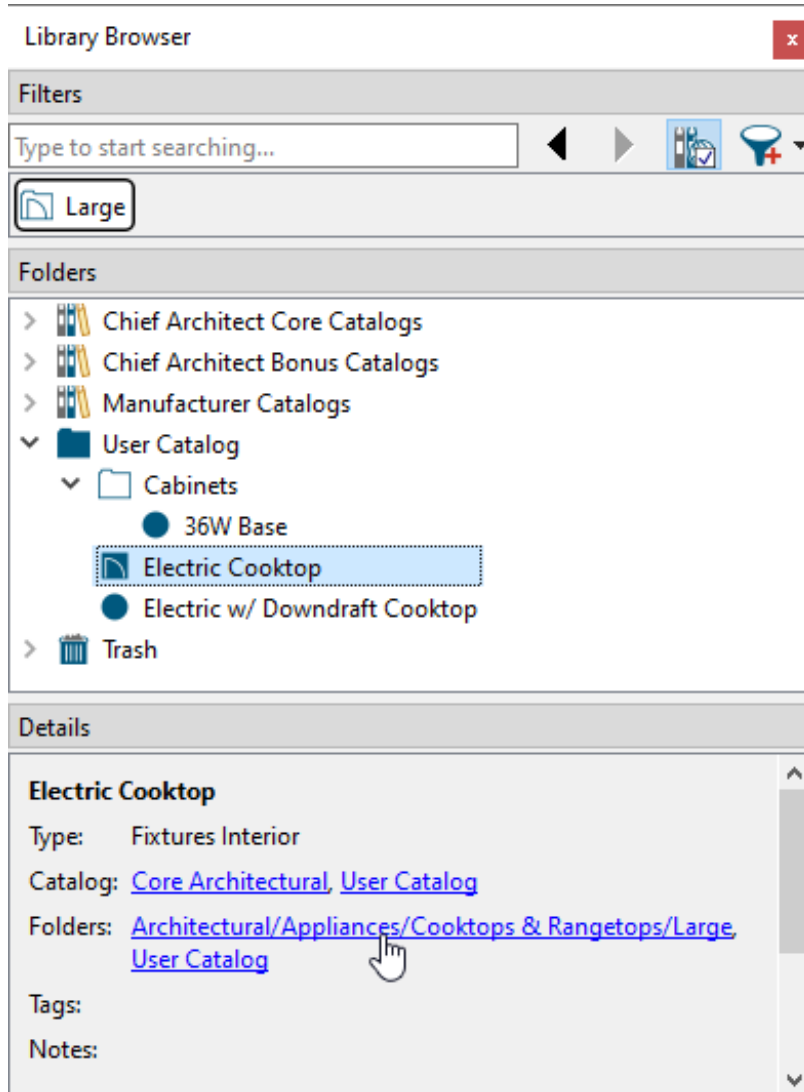 Library Browser
x
Filters
Type to start searching...
Large
Folders
Chief Architect Core Catalogs
Chief Architect Bonus Catalogs
Manufacturer Catalogs
User Catalog
Cabinets
36W Base
Electric Cooktop
Electric w/ Downdraft Cooktop
Trash
Details
Electric Cooktop
Type: Fixtures Interior
Catalog: Core Architectural, User Catalog
Folders: Architectural/Appliances/Cooktops & Rangetops/Large,
User Catalog
Tags:
Notes: